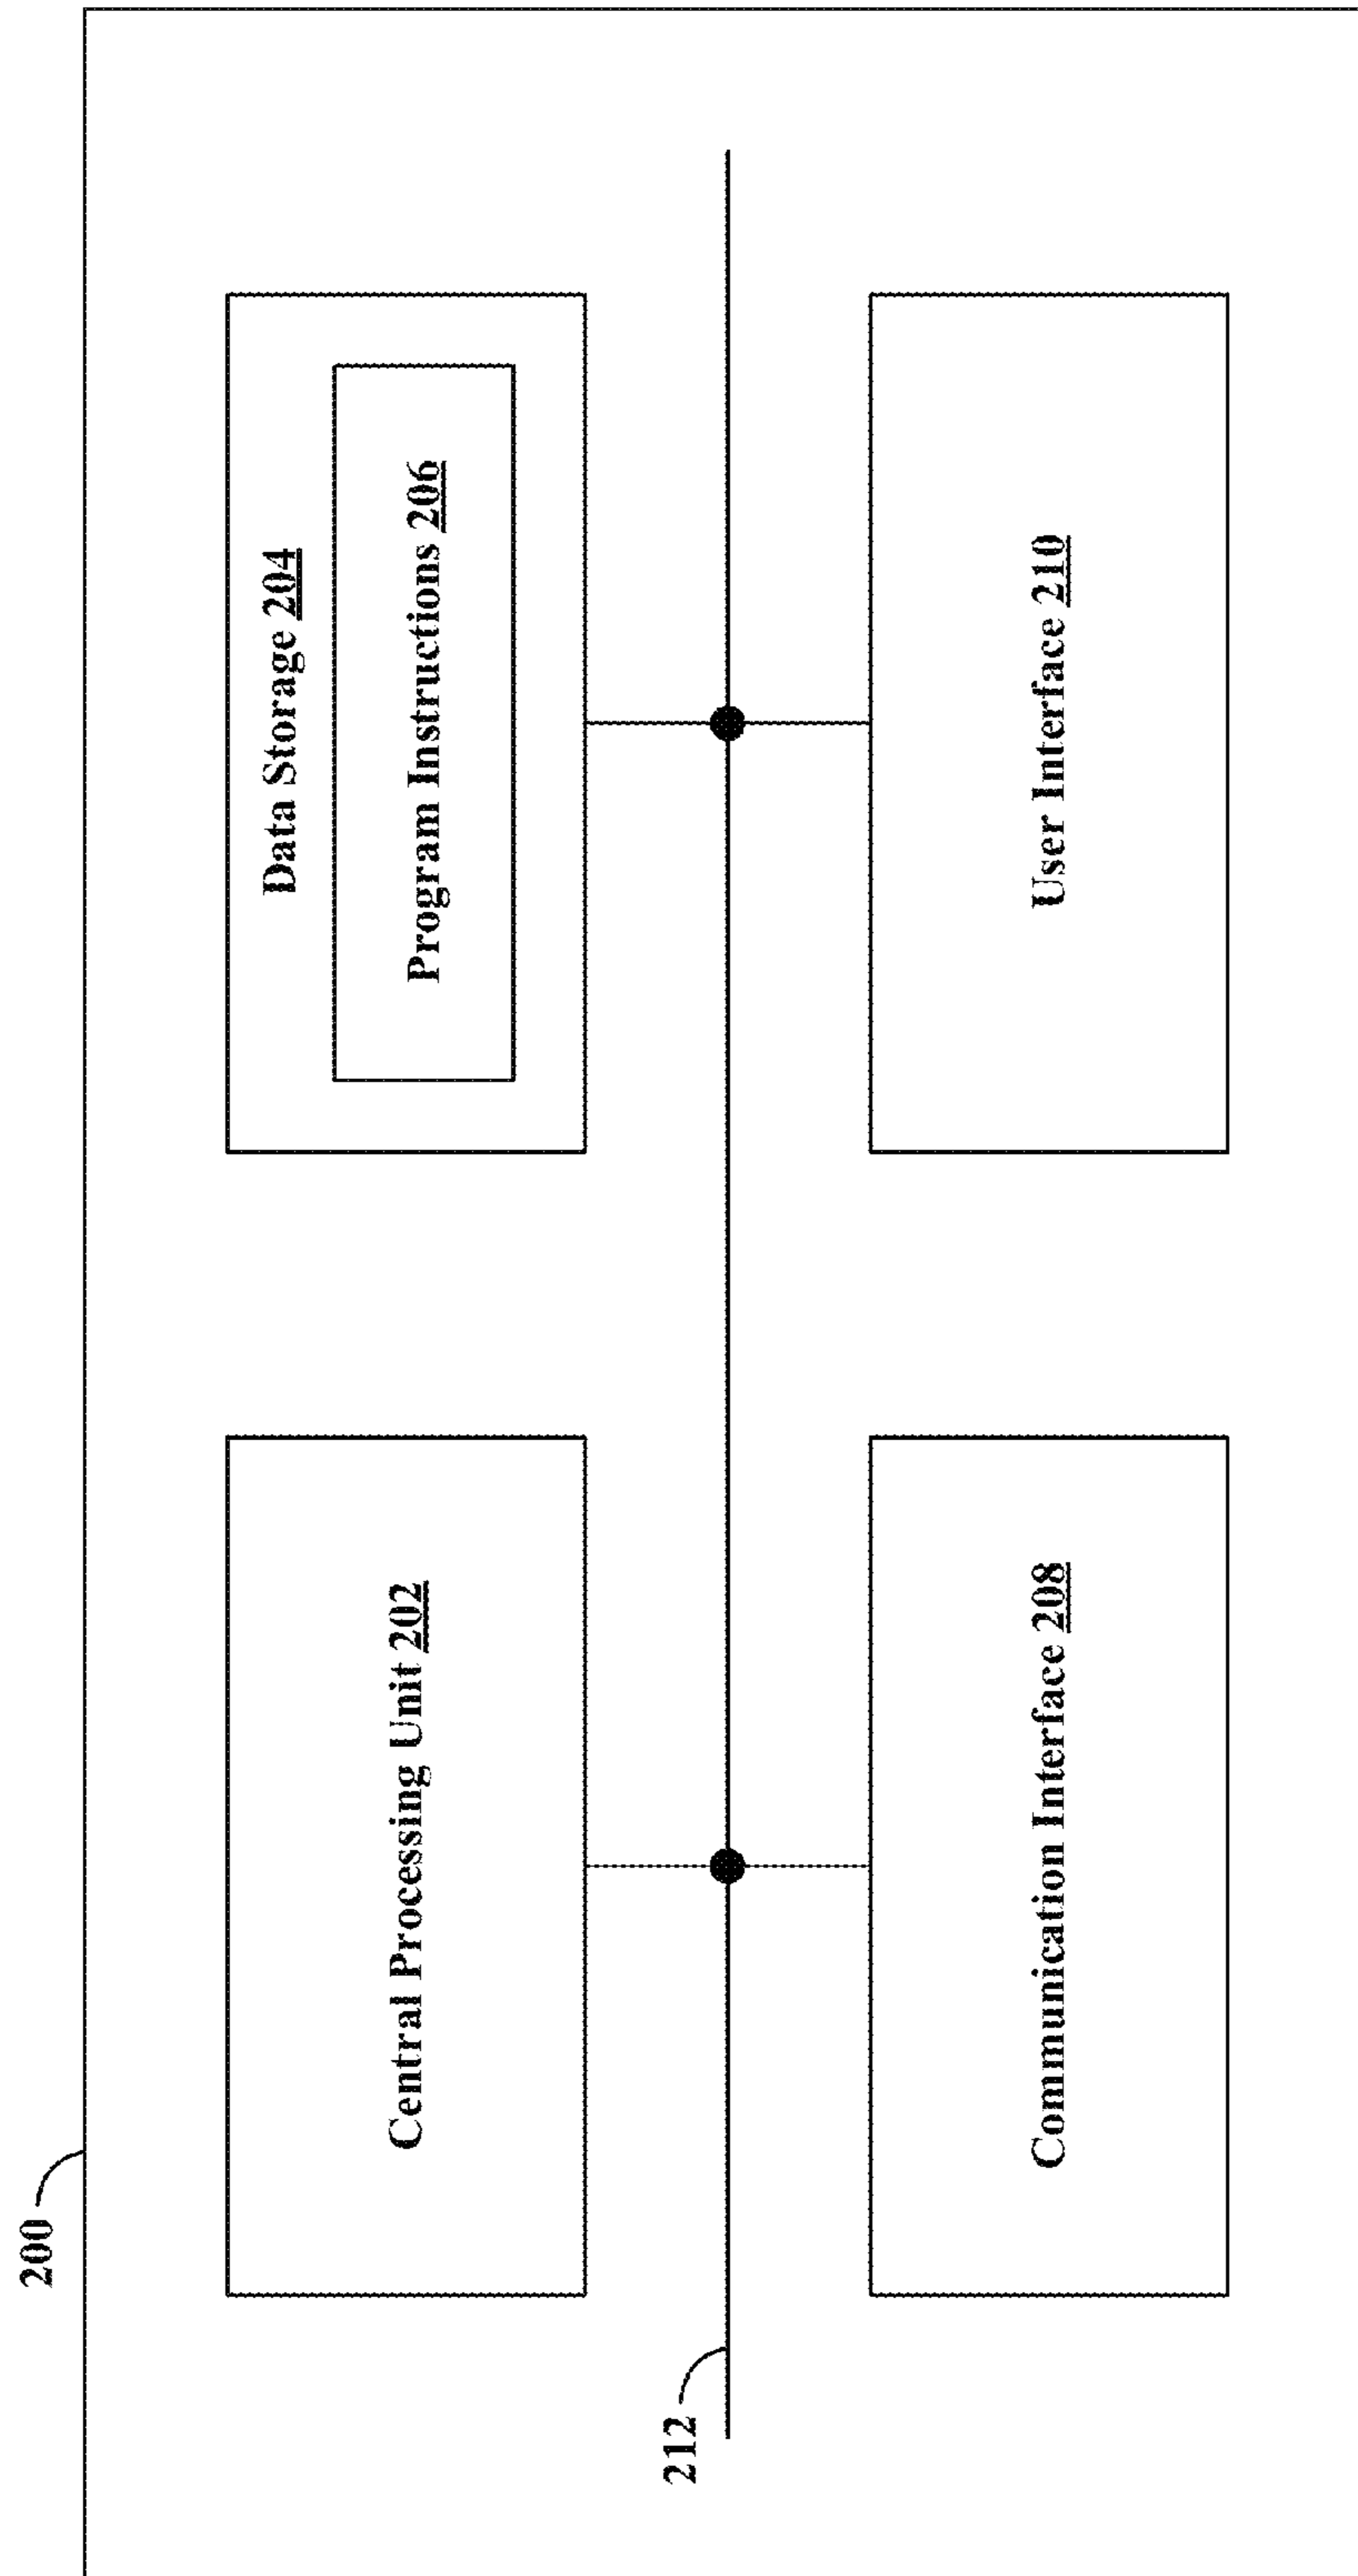 200
Central Processing Unit 202
Data Storage 204
Program Instructions 206
212
Communication Interface 208
User Interface 210